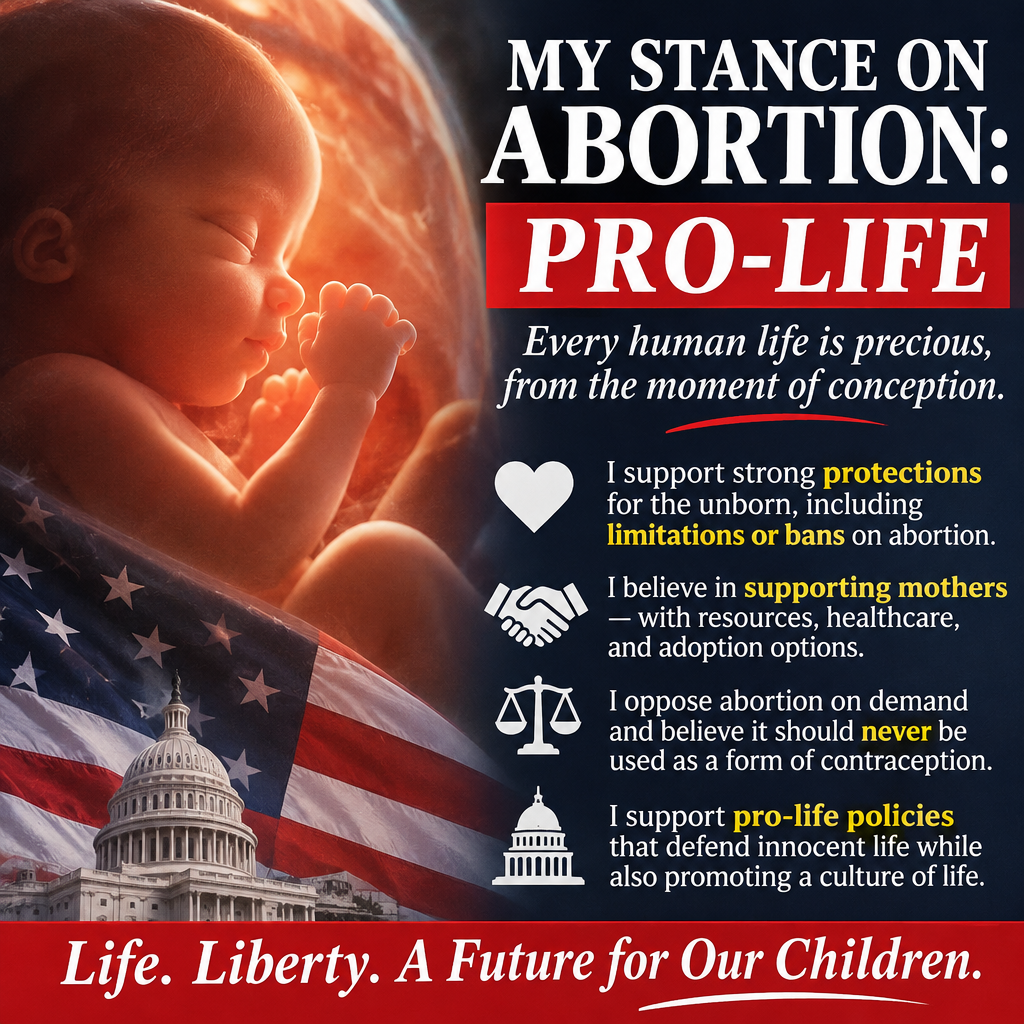 MY STANCE ON
ABORTION:
PRO-LIFE
Every human life is precious,
from the moment of conception.
I support strong protections
for the unborn, including
limitations or bans on abortion.
I believe in supporting mothers
— with resources, healthcare,
and adoption options.
I oppose abortion on demand
and believe it should never be
used as a form of contraception.
I support pro-life policies
that defend innocent life while
also promoting a culture of life.
Life. Liberty. A Future for Our Children.